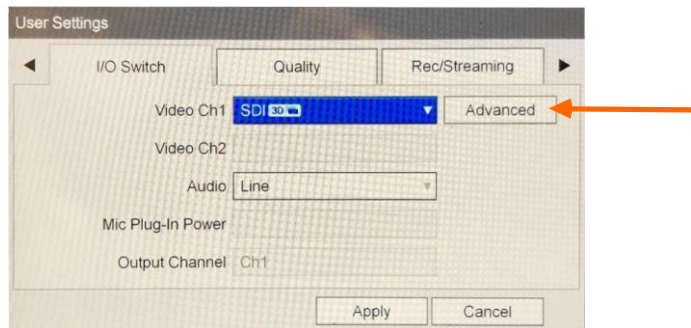 User Settings
I/O Switch
Quality
Rec/Streaming
Video Ch1 SDI 3D Advanced
Video Ch2
Audio Line
Mic Plug-In Power
Output Channel Ch1
Apply Cancel